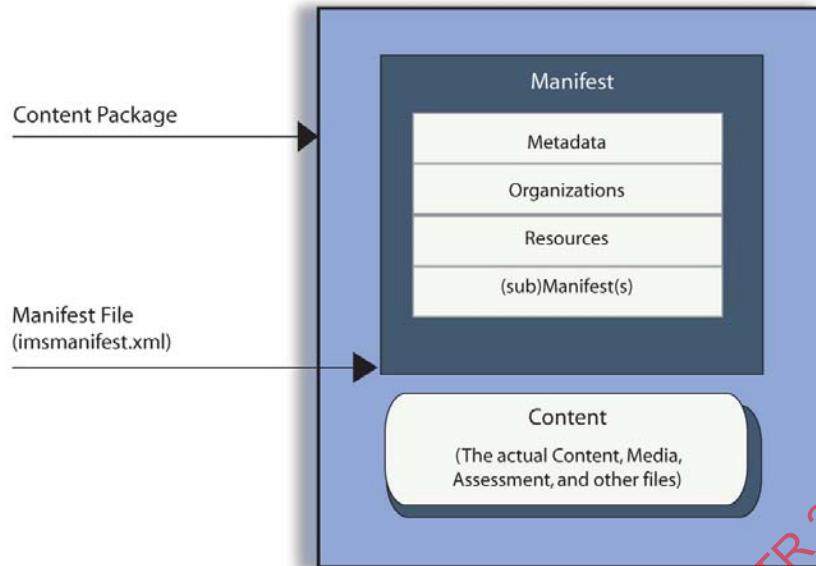 Content Package
Manifest File
(imsmanifest.xml)
Manifest
Metadata
Organizations
Resources
(sub)Manifest(s)
Content
(The actual Content, Media,
Assessment, and other files)